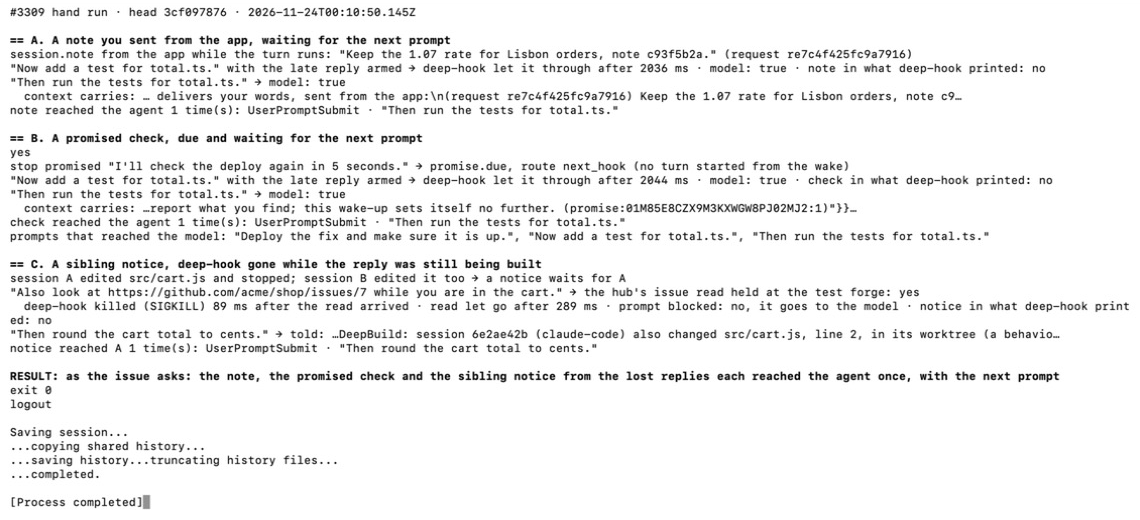 #3309 hand run · head 3cf097876 · 2026-11-24T00:10:50.145Z
== A. A note you sent from the app, waiting for the next prompt
session.note from the app while the turn runs: "Keep the 1.07 rate for Lisbon orders, note c93f5b2a." (request re7c4f425fc9a7916)
"Now add a test for total.ts." with the late reply armed → deep-hook let it through after 2036 ms · model: true · note in what deep-hook printed: no
"Then run the tests for total.ts." → model: true
context carries: … delivers your words, sent from the app:\n(request re7c4f425fc9a7916) Keep the 1.07 rate for Lisbon orders, note c9…
note reached the agent 1 time(s): UserPromptSubmit · "Then run the tests for total.ts."
== B. A promised check, due and waiting for the next prompt
yes
stop promised "I'll check the deploy again in 5 seconds." → promise.due, route next_hook (no turn started from the wake)
"Now add a test for total.ts." with the late reply armed → deep-hook let it through after 2044 ms · model: true · check in what deep-hook printed: no
"Then run the tests for total.ts." → model: true
context carries: …report what you find; this wake-up sets itself no further. (promise:01M85E8CZX9M3KXWGW8PJ02MJ2:1)"}}…
check reached the agent 1 time(s): UserPromptSubmit · "Then run the tests for total.ts."
prompts that reached the model: "Deploy the fix and make sure it is up.", "Now add a test for total.ts.", "Then run the tests for total.ts."
== C. A sibling notice, deep-hook gone while the reply was still being built
session A edited src/cart.js and stopped; session B edited it too → a notice waits for A
"Also look at https://github.com/acme/shop/issues/7 while you are in the cart." → the hub's issue read held at the test forge: yes
deep-hook killed (SIGKILL) 89 ms after the read arrived · read let go after 289 ms · prompt blocked: no, it goes to the model · notice in what deep-hook print
ed: no
"Then round the cart total to cents." → told: …DeepBuild: session 6e2ae42b (claude-code) also changed src/cart.js, line 2, in its worktree (a behavio…
notice reached A 1 time(s): UserPromptSubmit · "Then round the cart total to cents."
RESULT: as the issue asks: the note, the promised check and the sibling notice from the lost replies each reached the agent once, with the next prompt
exit 0
logout
Saving session...
...copying shared history...
...saving history...truncating history files...
...completed.
[Process completed]